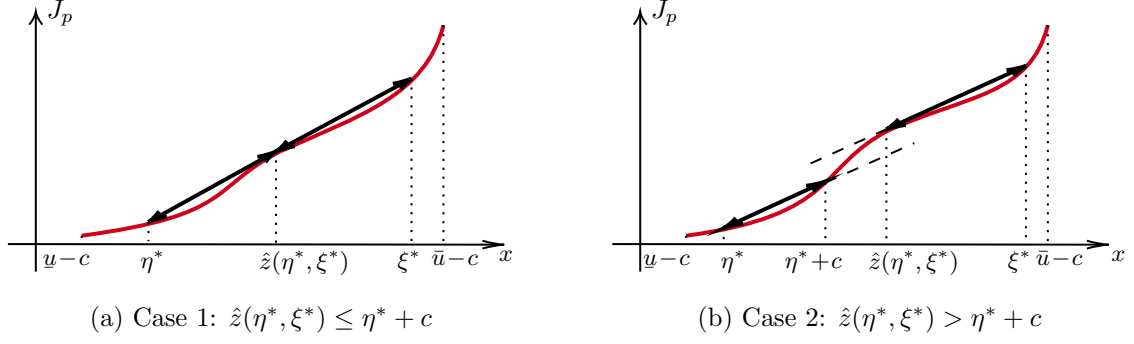 J_p
u̲−c
η*
ẑ(η*, ξ*)
ξ*
ū−c
x
(a) Case 1: ẑ(η*, ξ*) ≤ η* + c
J_p
u̲−c
η*
η*+c
ẑ(η*, ξ*)
ξ*
ū−c
x
(b) Case 2: ẑ(η*, ξ*) > η* + c